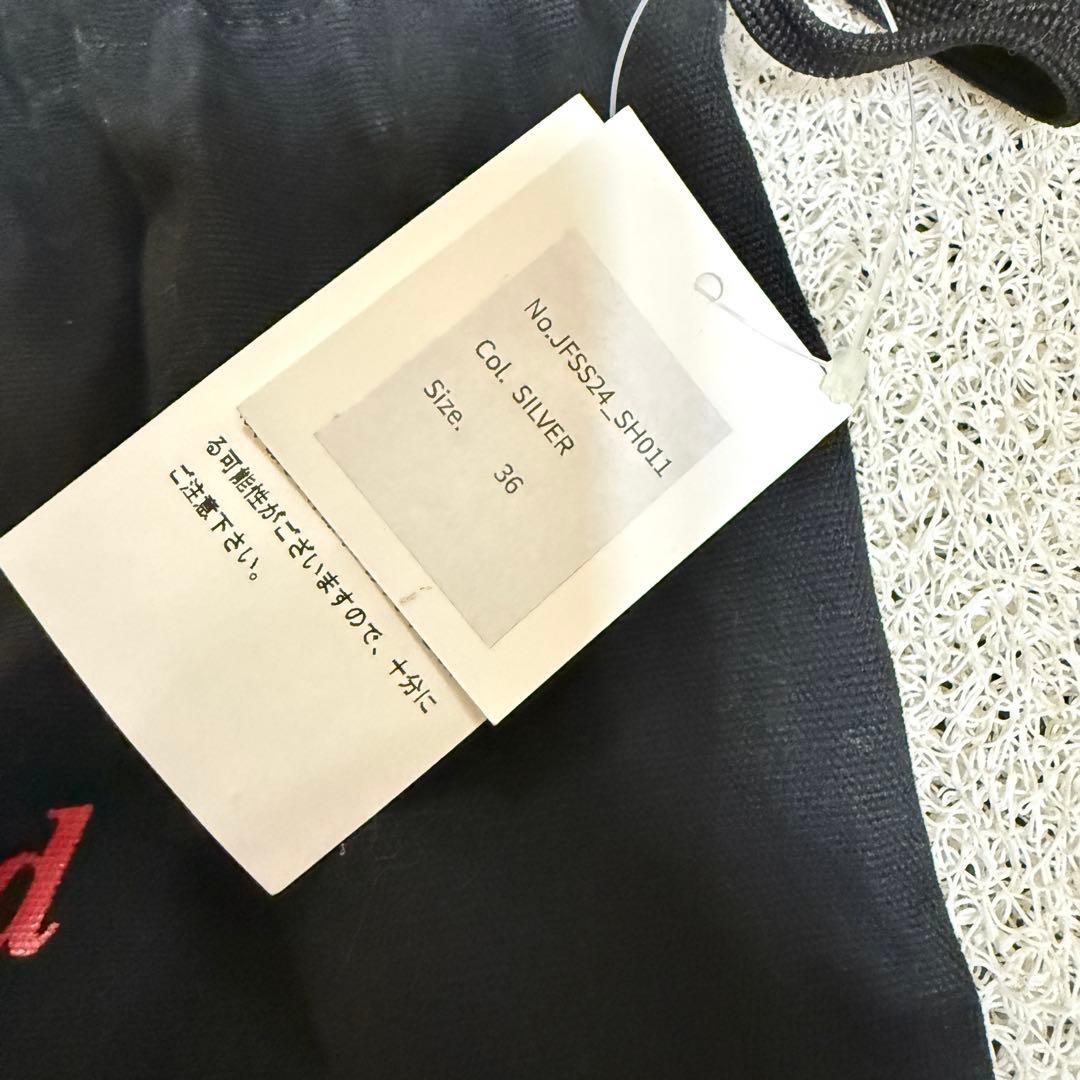 No.JFSS24_SH011
Col. SILVER
Size. 36
る可能性がございますので、十分に
ご注意下さい。
d